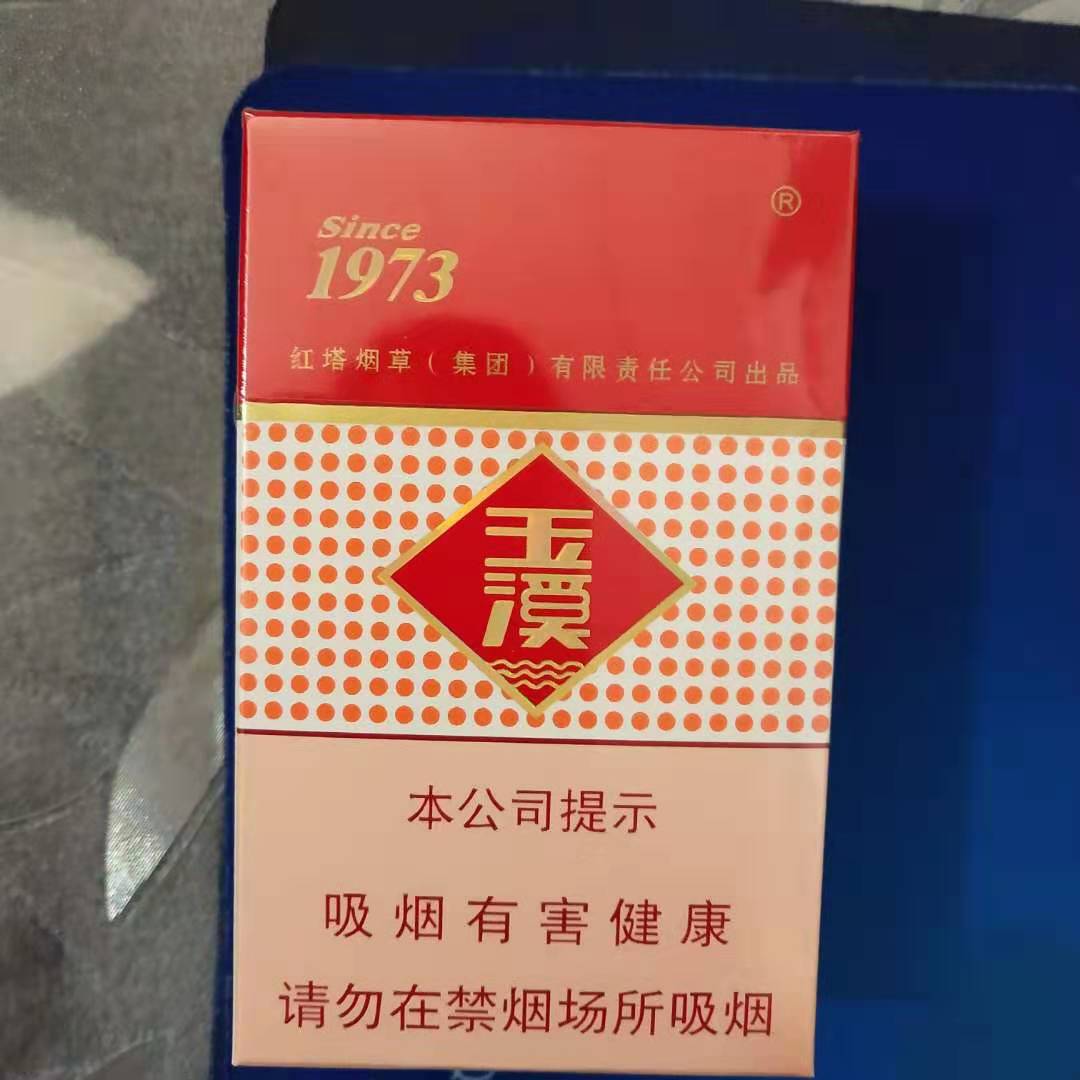 ®
Since
1973
红塔烟草（集团）有限责任公司出品
玉
溪
本公司提示
吸烟有害健康
请勿在禁烟场所吸烟